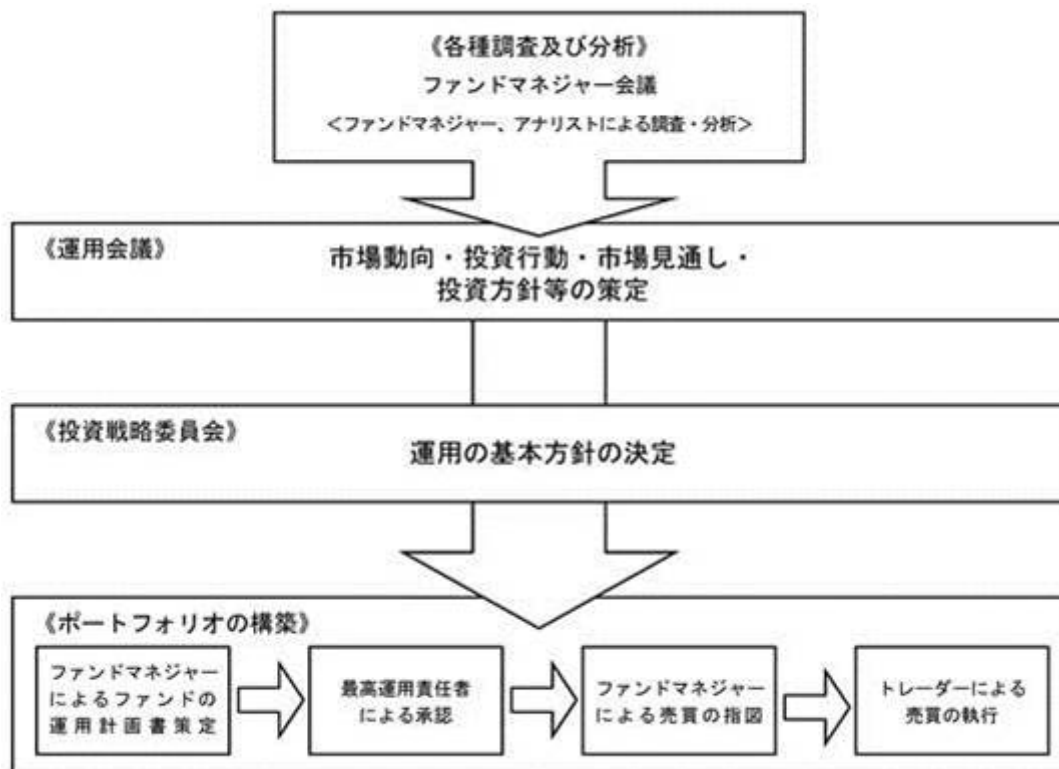 《各種調査及び分析》
ファンドマネジャー会議
<ファンドマネジャー、アナリストによる調査・分析>
《運用会議》
市場動向・投資行動・市場見通し・
投資方針等の策定
《投資戦略委員会》
運用の基本方針の決定
《ポートフォリオの構築》
ファンドマネジャー
によるファンドの
運用計画書策定
最高運用責任者
による承認
ファンドマネジャー
による売買の指図
トレーダーによる
売買の執行